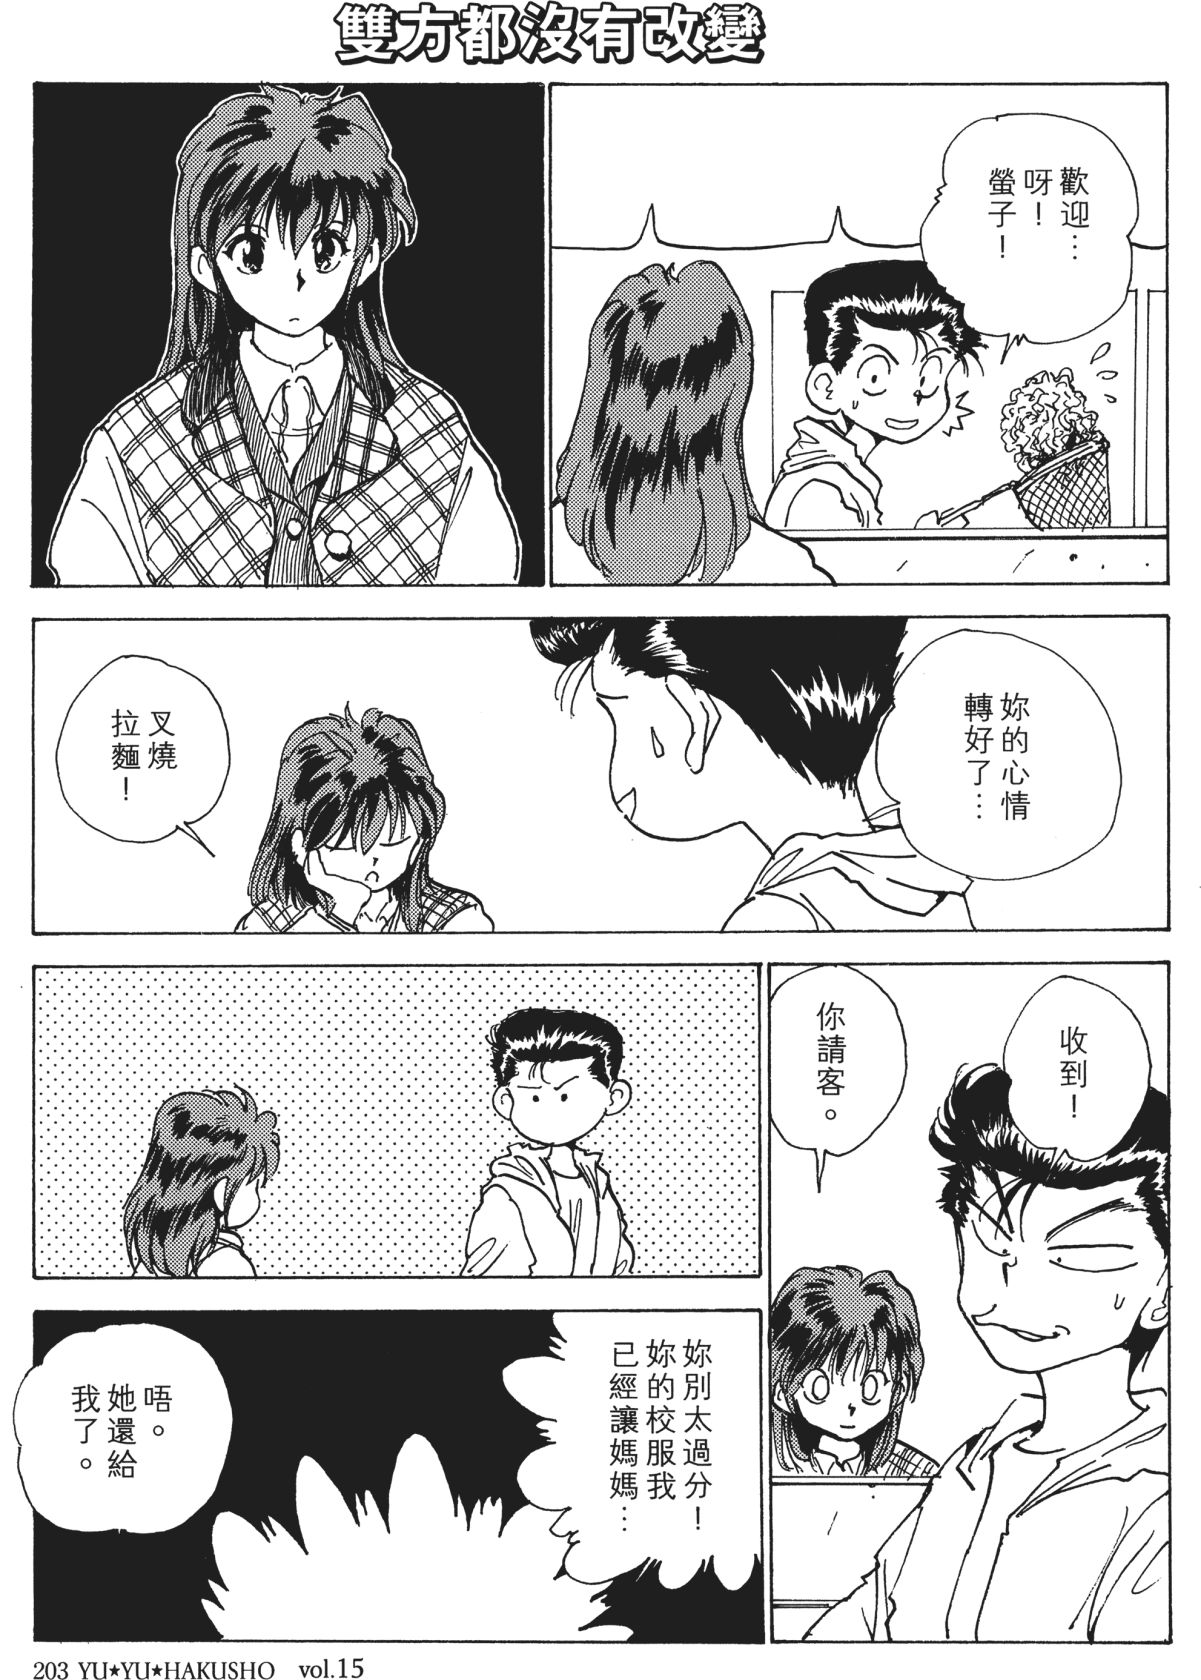 雙方都沒有改變
歡迎…
呀！
螢子！
妳的心情
轉好了…
叉燒
拉麵！
收到！
你請客。
妳別太過分！
妳的校服我
已經讓媽媽…
唔。
她還給
我了。
203 YU★YU★HAKUSHO vol.15